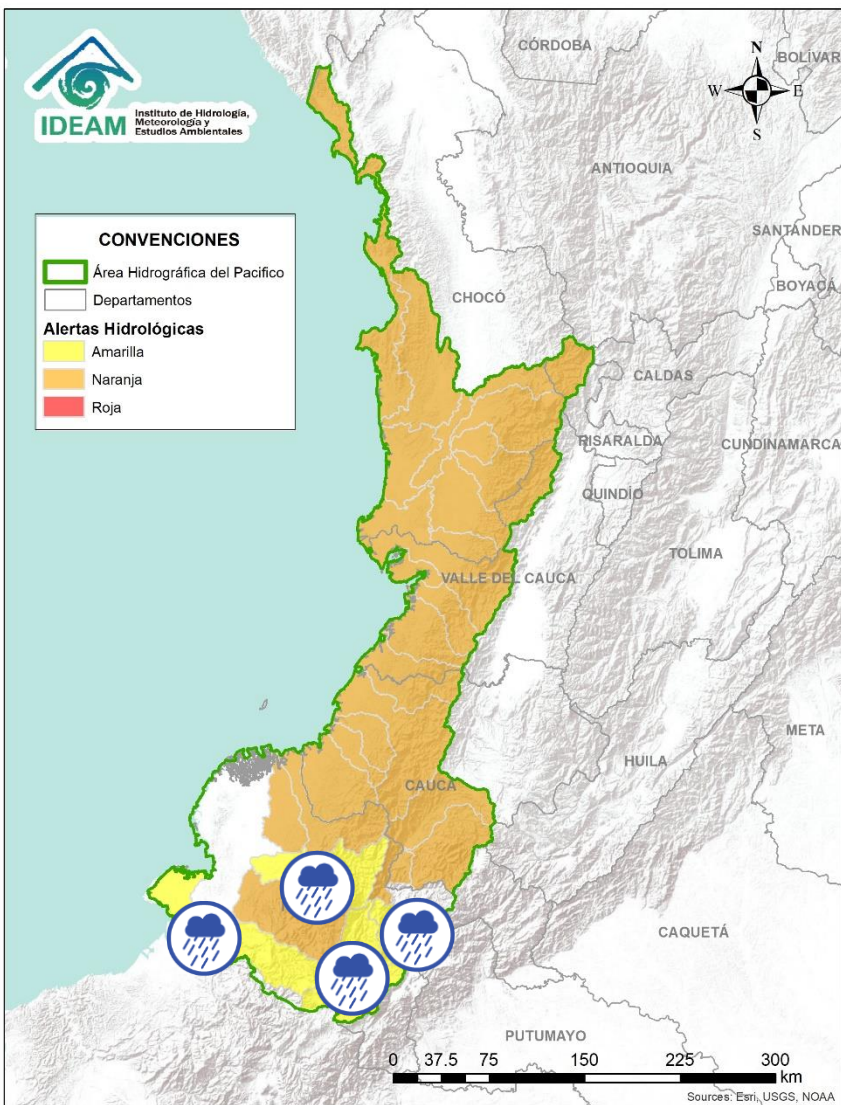 IDEAM
Instituto de Hidrología,
Meteorología y
Estudios Ambientales
N
W
E
S
CONVENCIONES
Área Hidrográfica del Pacifico
Departamentos
Alertas Hidrológicas
Amarilla
Naranja
Roja
CÓRDOBA
BOLÍVAR
ANTIOQUIA
SANTANDER
BOYACÁ
CHOCÓ
CALDAS
RISARALDA
CUNDINAMARCA
QUINDÍO
TOLIMA
VALLE DEL CAUCA
META
HUILA
CAUCA
CAQUETÁ
PUTUMAYO
0 37.5 75 150 225 300
km
Sources: Esri, USGS, NOAA